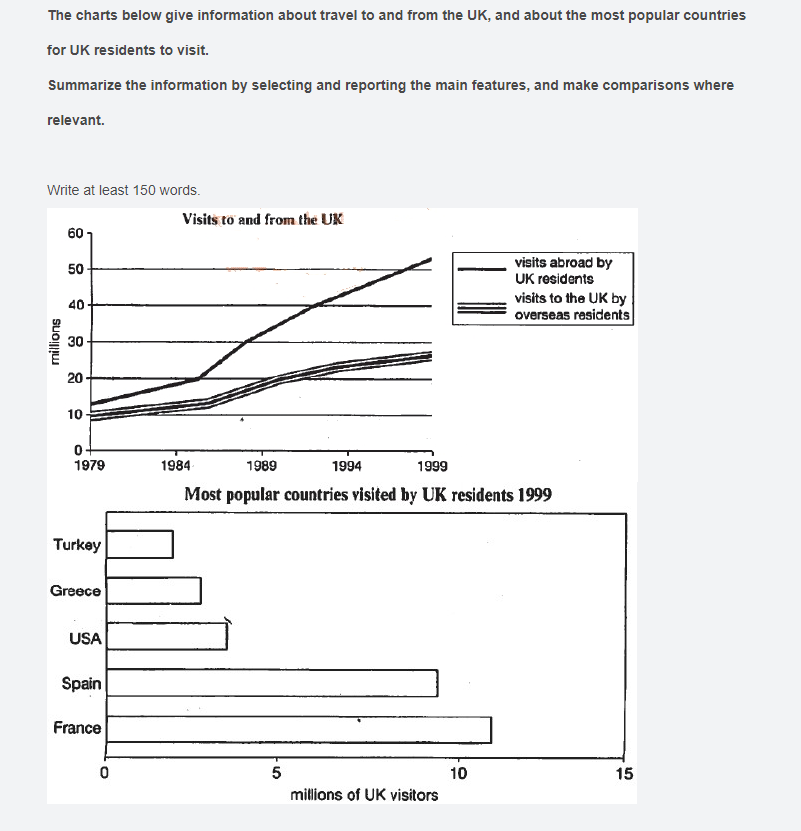 The charts below give information about travel to and from the UK, and about the most popular countries
for UK residents to visit.
Summarize the information by selecting and reporting the main features, and make comparisons where
relevant.
Write at least 150 words.
Visits to and from the UK
60
50
40
30
20
10
0
millions
1979 1984 1989 1994 1999
visits abroad by
UK residents
visits to the UK by
overseas residents
Most popular countries visited by UK residents 1999
Turkey
Greece
USA
Spain
France
0 5 10 15
millions of UK visitors